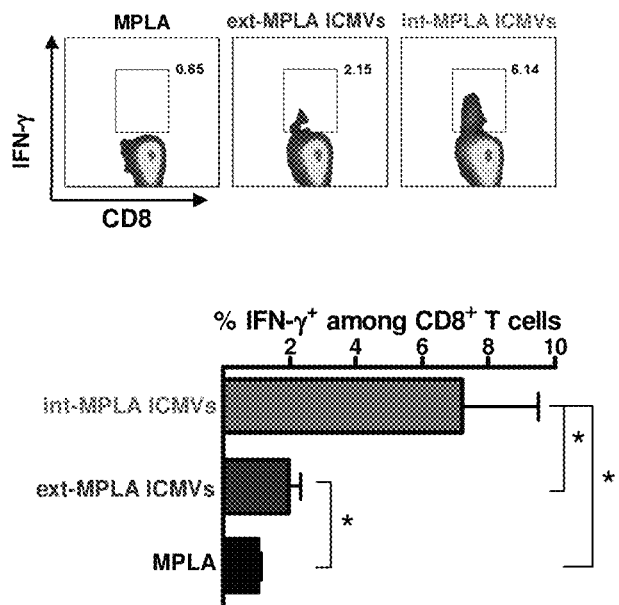 MPLA ext-MPLA ICMVs int-MPLA ICMVs
0.65 2.15 6.14
IFN-γ
CD8
% IFN-γ⁺ among CD8⁺ T cells
2 4 6 8 10
int-MPLA ICMVs
*
*
ext-MPLA ICMVs
*
MPLA